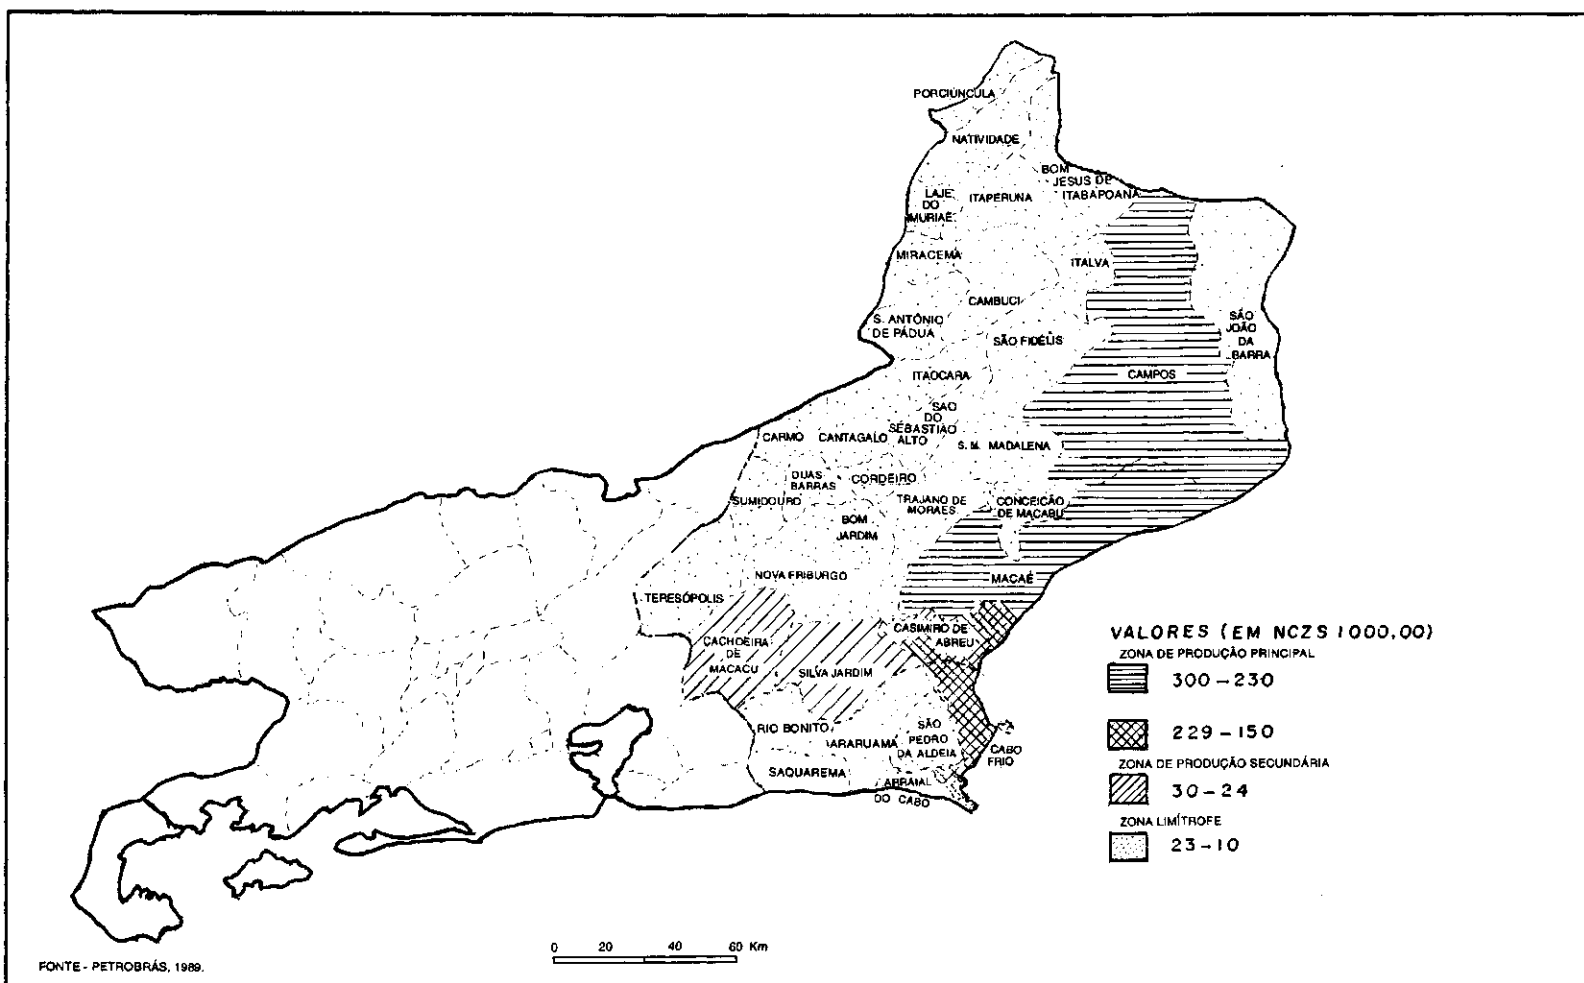 PORCIÚNCULA
NATIVIDADE
BOM
JESUS DE
ITABAPOANA
LAJE
DO
MURIAÉ
ITAPERUNA
MIRACEMA
ITALVA
CAMBUCI
S. ANTÔNIO
DE PÁDUA
SÃO FIDÉLIS
SÃO
JOÃO
DA
BARRA
ITAOCARA
CAMPOS
SAO
DO
SEBASTIÃO
ALTO
CARMO
CANTAGALO
S. M. MADALENA
DUAS
BARRAS
CORDEIRO
SUMIDOURO
TRAJANO DE
MORAES
CONCEIÇÃO
DE MACABU
BOM
JARDIM
NOVA FRIBURGO
MACAÉ
TERESÓPOLIS
CASIMIRO DE
ABREU
CACHOEIRA
DE
MACACU
SILVA JARDIM
RIO BONITO
ARARUAMA
SÃO
PEDRO
DA ALDEIA
CABO
FRIO
SAQUAREMA
ARRAIAL
DO CABO
VALORES (EM NCZS 1000,00)
ZONA DE PRODUÇÃO PRINCIPAL
300-230
229-150
ZONA DE PRODUÇÃO SECUNDÁRIA
30-24
ZONA LIMÍTROFE
23-10
0 20 40 60 Km
FONTE - PETROBRÁS, 1989.